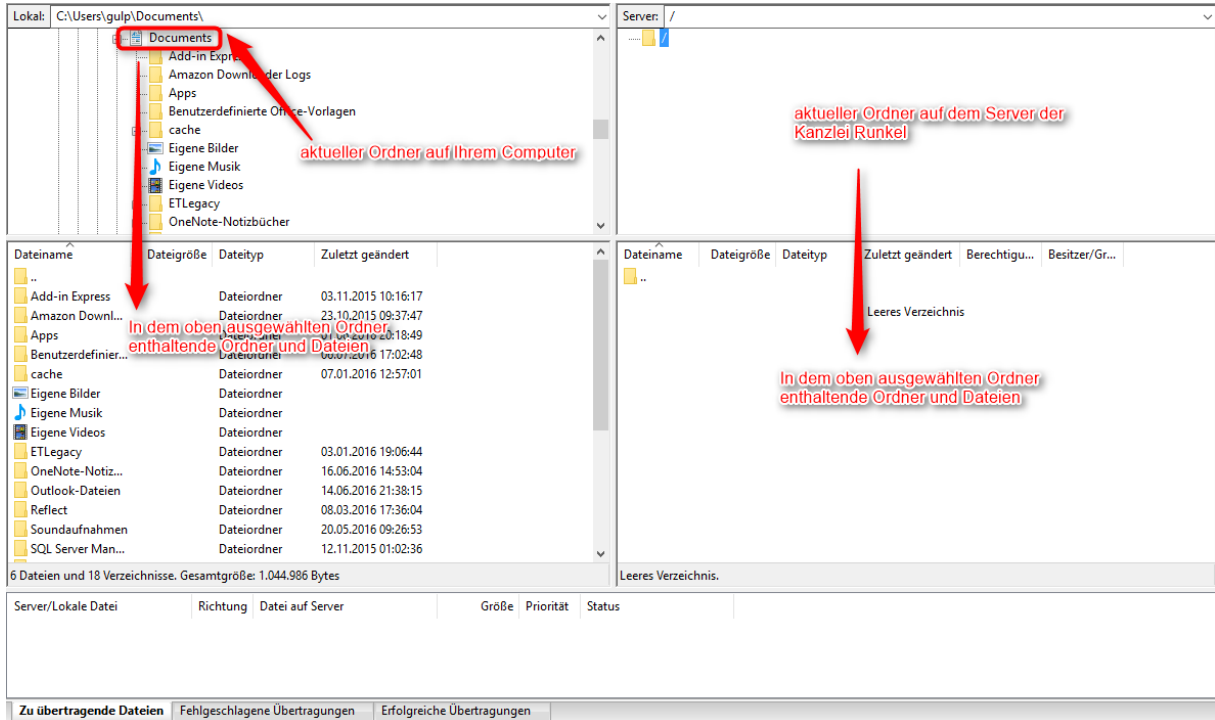 Lokal: C:\Users\gulp\Documents\
Documents
Add-in Express
Amazon Downloader Logs
Apps
Benutzerdefinierte Office-Vorlagen
cache
Eigene Bilder
Eigene Musik
Eigene Videos
ETLegacy
OneNote-Notizbücher
aktueller Ordner auf Ihrem Computer
Server: /
/
aktueller Ordner auf dem Server der
Kanzlei Runkel
Dateiname Dateigröße Dateityp Zuletzt geändert
..
Add-in Express Dateiordner 03.11.2015 10:16:17
Amazon Downl... Dateiordner 23.10.2015 09:37:47
Apps Dateiordner 20:18:49
Benutzerdefinier... Dateiordner 17:02:48
cache Dateiordner 07.01.2016 12:57:01
Eigene Bilder Dateiordner
Eigene Musik Dateiordner
Eigene Videos Dateiordner
ETLegacy Dateiordner 03.01.2016 19:06:44
OneNote-Notiz... Dateiordner 16.06.2016 14:53:04
Outlook-Dateien Dateiordner 14.06.2016 21:38:15
Reflect Dateiordner 08.03.2016 17:36:04
Soundaufnahmen Dateiordner 20.05.2016 09:26:53
SQL Server Man... Dateiordner 12.11.2015 01:02:36
In dem oben ausgewählten Ordner
enthaltende Ordner und Dateien
6 Dateien und 18 Verzeichnisse. Gesamtgröße: 1.044.986 Bytes
Dateiname Dateigröße Dateityp Zuletzt geändert Berechtigu... Besitzer/Gr...
..
Leeres Verzeichnis
In dem oben ausgewählten Ordner
enthaltende Ordner und Dateien
Leeres Verzeichnis.
Server/Lokale Datei Richtung Datei auf Server Größe Priorität Status
Zu übertragende Dateien Fehlgeschlagene Übertragungen Erfolgreiche Übertragungen